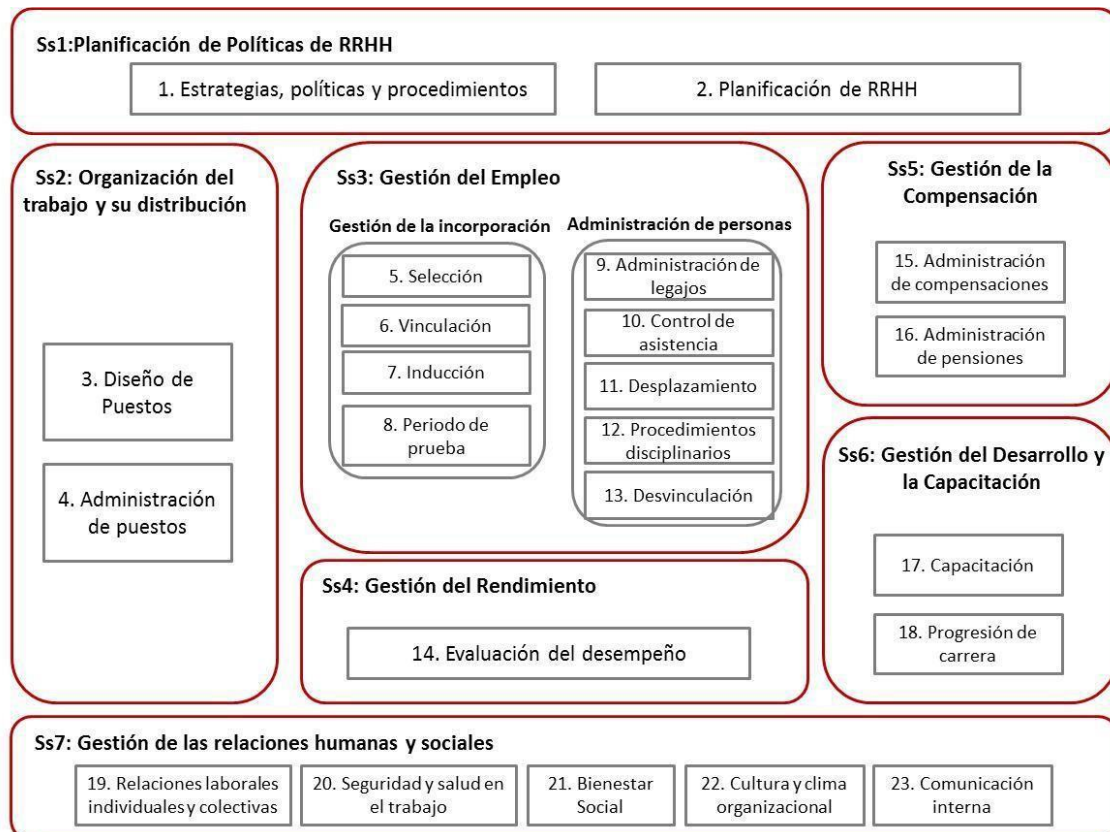 Ss1:Planificación de Políticas de RRHH
1. Estrategias, políticas y procedimientos
2. Planificación de RRHH
Ss2: Organización del
trabajo y su distribución
3. Diseño de
Puestos
4. Administración
de puestos
Ss3: Gestión del Empleo
Gestión de la incorporación
5. Selección
6. Vinculación
7. Inducción
8. Periodo de
prueba
Administración de personas
9. Administración de
legajos
10. Control de
asistencia
11. Desplazamiento
12. Procedimientos
disciplinarios
13. Desvinculación
Ss4: Gestión del Rendimiento
14. Evaluación del desempeño
Ss5: Gestión de la
Compensación
15. Administración
de compensaciones
16. Administración
de pensiones
Ss6: Gestión del Desarrollo y
la Capacitación
17. Capacitación
18. Progresión de
carrera
Ss7: Gestión de las relaciones humanas y sociales
19. Relaciones laborales
individuales y colectivas
20. Seguridad y salud en
el trabajo
21. Bienestar
Social
22. Cultura y clima
organizacional
23. Comunicación
interna